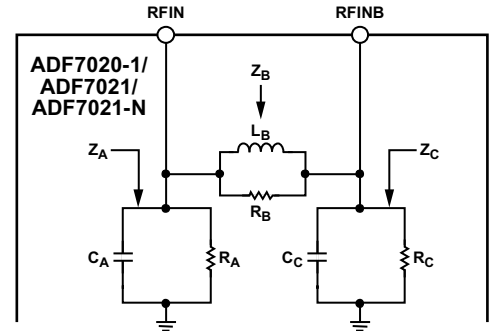 RFIN RFINB
ADF7020-1/
ADF7021/
ADF7021-N
ZB
LB
ZA ZC
RB
CA RA CC RC